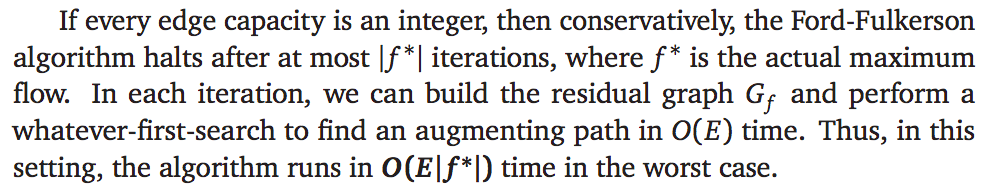 If every edge capacity is an integer, then conservatively, the Ford-Fulkerson
algorithm halts after at most |f*| iterations, where f* is the actual maximum
flow. In each iteration, we can build the residual graph G_f and perform a
whatever-first-search to find an augmenting path in O(E) time. Thus, in this
setting, the algorithm runs in O(E|f*|) time in the worst case.